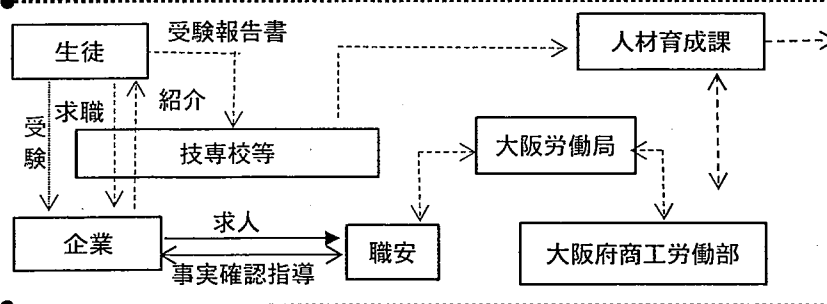 受験報告書
生徒
人材育成課
受験
求職
紹介
技専校等
大阪労働局
求人
企業
職安
大阪府商工労働部
事実確認指導